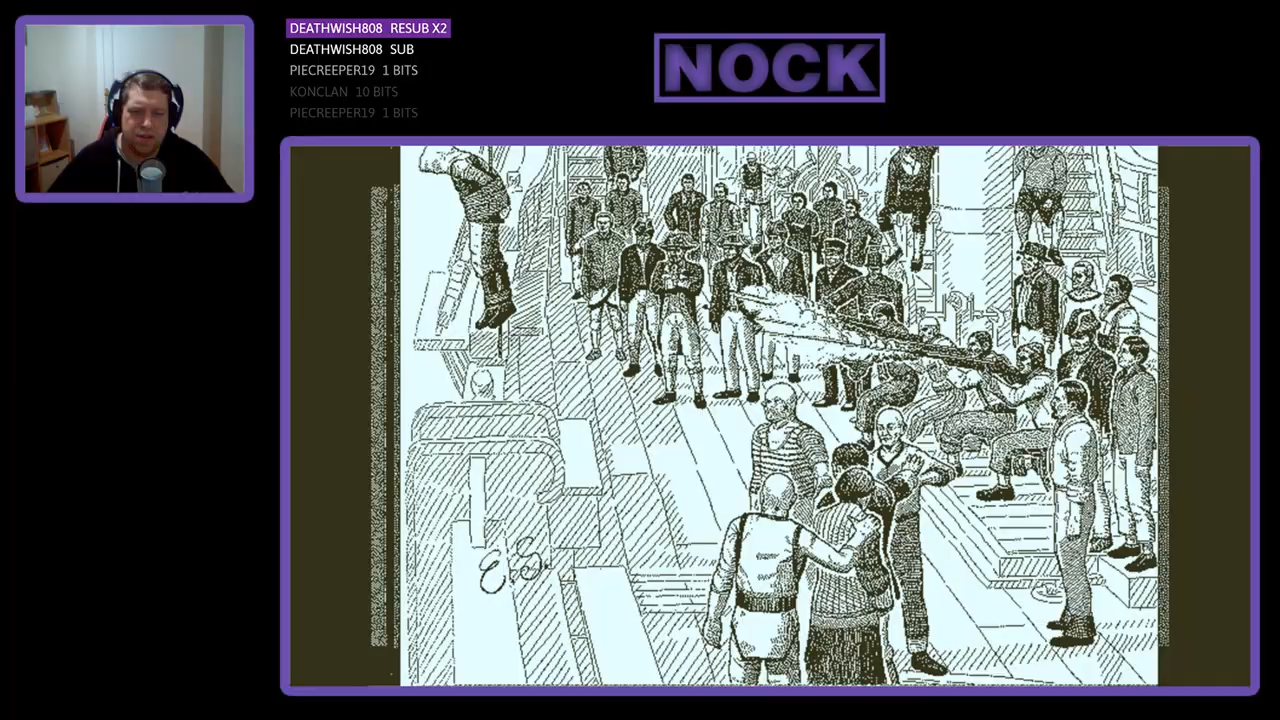 DEATHWISH808 RESUB X2
DEATHWISH808 SUB
PIECREEPER19 1 BITS
KONCLAN 10 BITS
PIECREEPER19 1 BITS
NOCK
E.S.